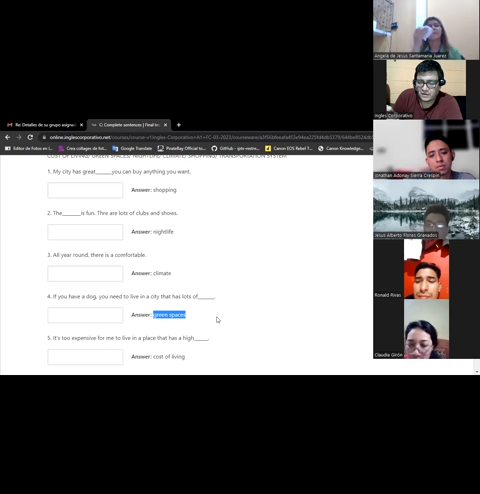 Re: Detalles de su grupo asignad
C: Complete sentences | Final te
online.inglescorporativo.net
Editor de Fotos en l...
Crea collages de fot...
Google Translate
PirateBay Official to...
GitHub
Canon EOS Rebel T...
Canon Knowledge...
COST OF LIVING/ GREEN SPACES/ NIGHTLIFE/ CLIMATE/ SHOPPING/ TRANSPORTATION SYSTEM
1. My city has great______you can buy anything you want.
Answer: shopping
2. The_______is fun. Thre are lots of clubs and shows.
Answer: nightlife
3. All year round, there is a comfortable.
Answer: climate
4. If you have a dog, you need to live in a city that has lots of______.
Answer: green spaces
5. It's too expensive for me to live in a place that has a high_____.
Answer: cost of living
Angela de Jesus Santamaria Juarez
Ingles Corporativo
Jonathan Adonay Sierra Crespin
Jesus Alberto Flores Granados
Ronald Rivas
Claudia Girón